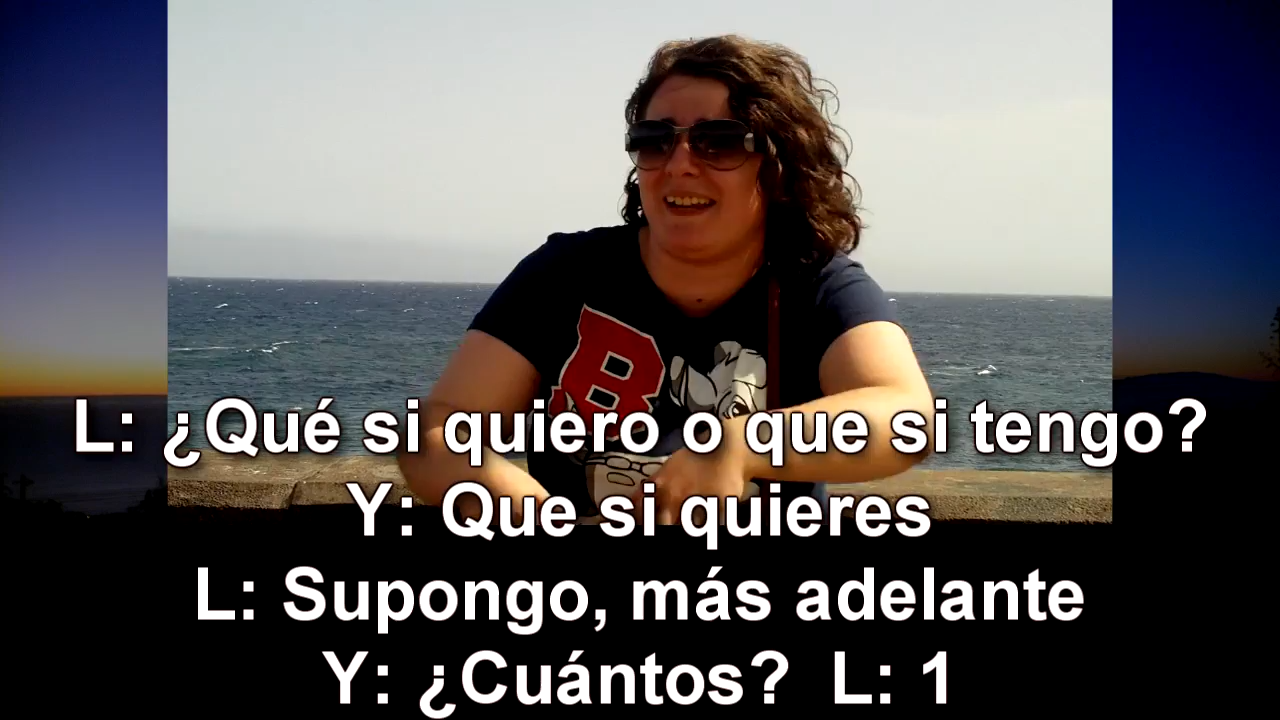 B
L: ¿Qué si quiero o que si tengo?
Y: Que si quieres
L: Supongo, más adelante
Y: ¿Cuántos?  L: 1